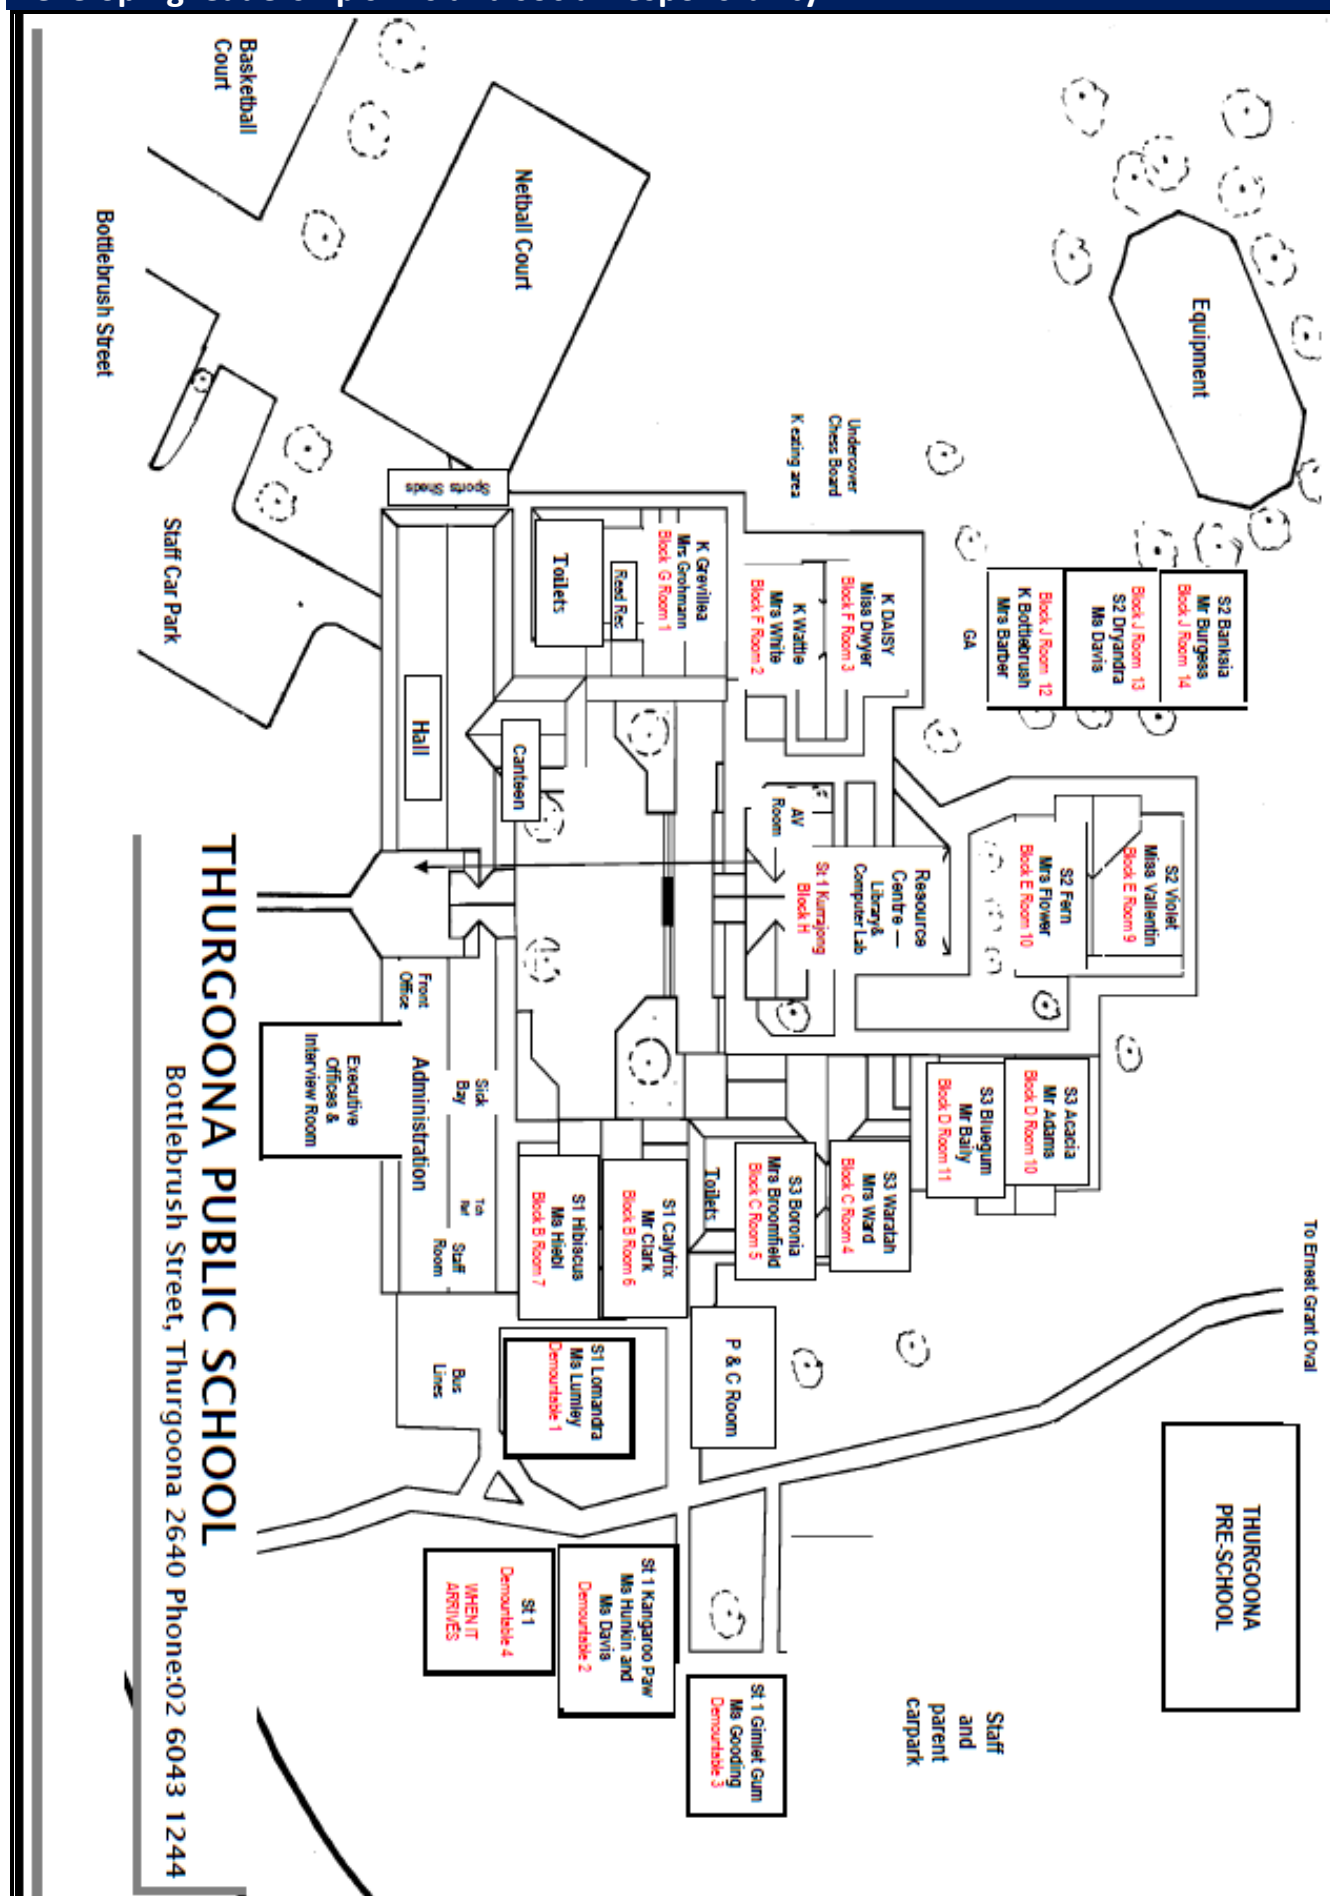 Basketball
Court
Netball Court
Bottlebrush Street
Equipment
Undercover
Chess Board
K eating area
Sports
Sheds
Staff Car Park
S2 Banksia
Mr Burgess
Block J Room 14
Block J Room 13
S2 Dryandra
Ms Davis
Block J Room 12
K Bottlebrush
Mrs Barber
GA
K DAISY
Miss Dwyer
Block F Room 3
K Wattle
Mrs White
Block F Room 2
K Grevillea
Mrs Grohmann
Block G Room 1
Read Rec
Toilets
Hall
Canteen
AV
Room
Resource
Centre —
Library&
Computer Lab
St 1 Kurrajong
Block H
S2 Violet
Miss Vallentin
Block E Room 9
S2 Fern
Mrs Flower
Block E Room 10
Front
Office
Administration
Sick
Bay
Executive
Offices &
Interview Room
Tch
Staff
Room
S3 Acacia
Mr Adams
Block D Room 10
S3 Bluegum
Mr Baily
Block D Room 11
S3 Waratah
Mrs Ward
Block C Room 4
S3 Boronia
Mrs Broomfield
Block C Room 5
Toilets
S1 Calytrix
Mr Clark
Block B Room 6
S1 Hibiscus
Ms Hiebl
Block B Room 7
P & C Room
S1 Lomandra
Ms Lumley
Demountable 1
Bus
Lines
To Ernest Grant Oval
THURGOONA
PRE-SCHOOL
St 1 Kangaroo Paw
Ms Hunkin and
Ms Davis
Demountable 2
St 1
Demountable 4
WHEN IT
ARRIVES
St 1 Gimlet Gum
Ms Gooding
Demountable 3
Staff
and
parent
carpark
THURGOONA PUBLIC SCHOOL
Bottlebrush Street, Thurgoona 2640 Phone:02 6043 1244